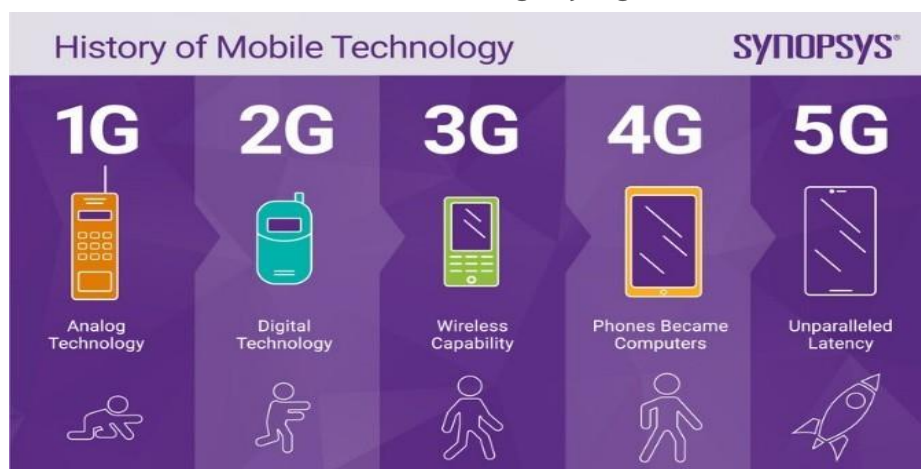 History of Mobile Technology
SYNOPSYS®
1G
2G
3G
4G
5G
Analog
Technology
Digital
Technology
Wireless
Capability
Phones Became
Computers
Unparalleled
Latency